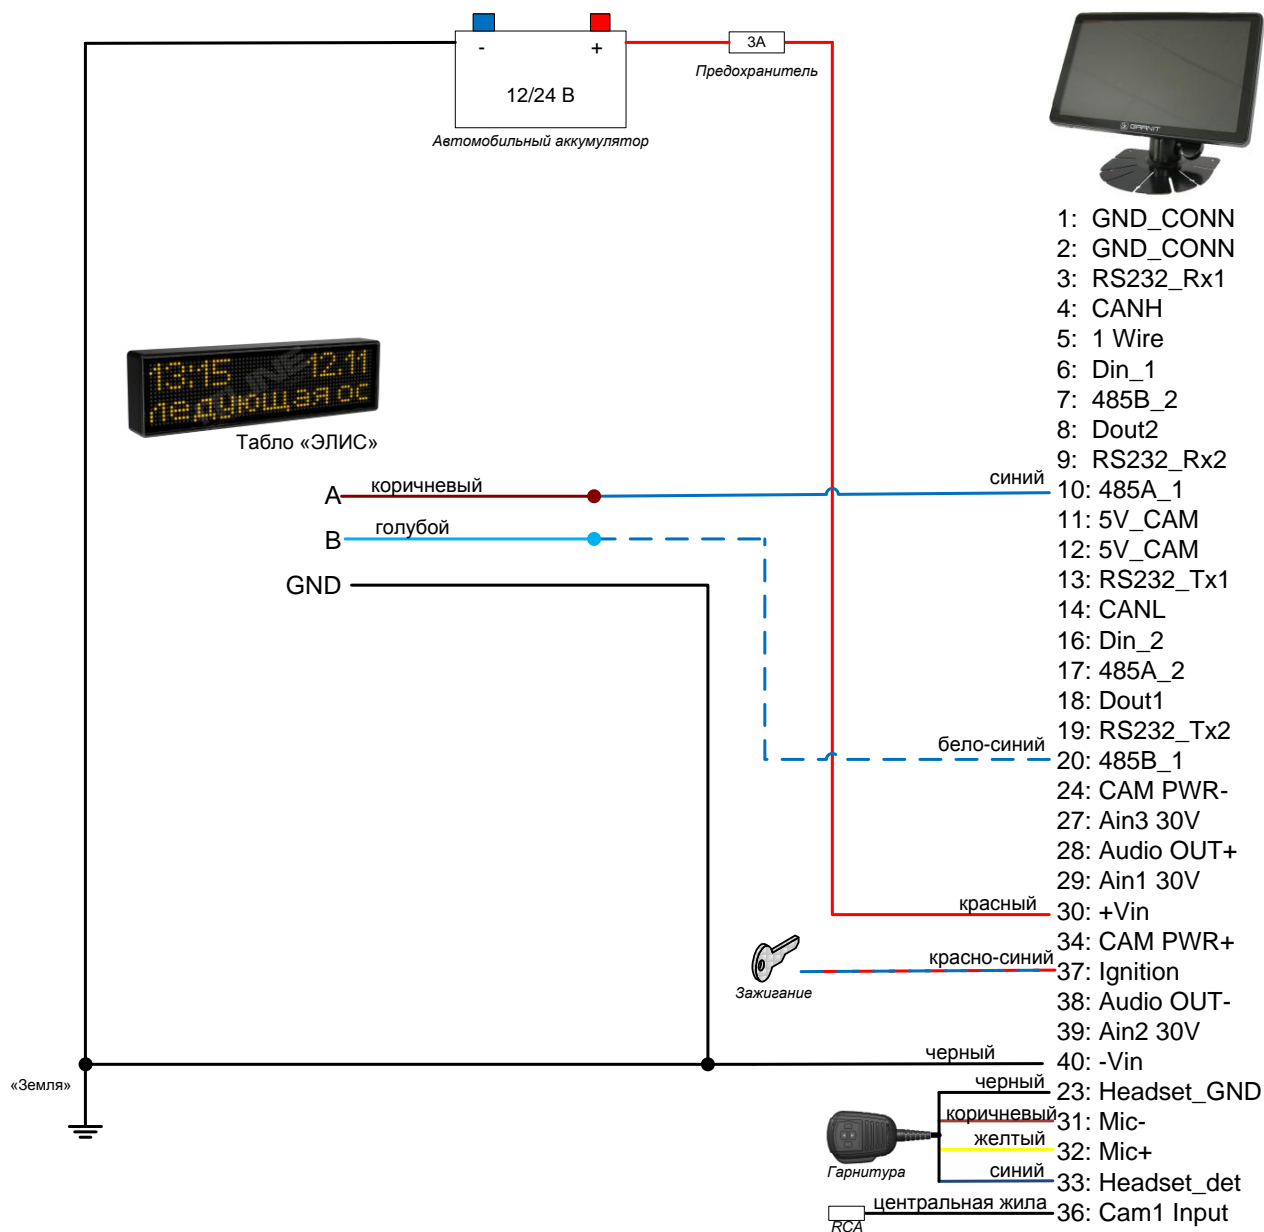 - +
3А
Предохранитель
12/24 В
Автомобильный аккумулятор
GRANIT
13:15 12.11
ледующая ос
Табло «ЭЛИС»
A коричневый
B голубой
GND
1: GND_CONN
2: GND_CONN
3: RS232_Rx1
4: CANH
5: 1 Wire
6: Din_1
7: 485B_2
8: Dout2
9: RS232_Rx2
синий 10: 485A_1
11: 5V_CAM
12: 5V_CAM
13: RS232_Tx1
14: CANL
16: Din_2
17: 485A_2
18: Dout1
19: RS232_Tx2
бело-синий 20: 485B_1
24: CAM PWR-
27: Ain3 30V
28: Audio OUT+
29: Ain1 30V
красный 30: +Vin
34: CAM PWR+
красно-синий 37: Ignition
Зажигание
38: Audio OUT-
39: Ain2 30V
черный 40: -Vin
«Земля»
черный 23: Headset_GND
коричневый 31: Mic-
желтый 32: Mic+
Гарнитура
синий 33: Headset_det
центральная жила 36: Cam1 Input
RCA